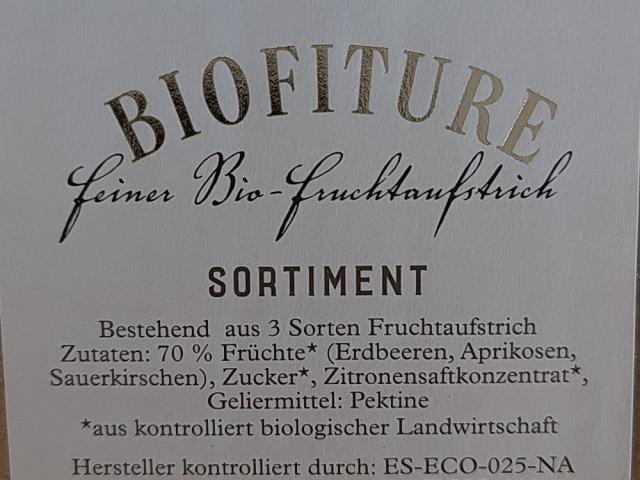 BIOFITURE
feiner Bio-Fruchtaufstrich
SORTIMENT
Bestehend aus 3 Sorten Fruchtaufstrich
Zutaten: 70 % Früchte* (Erdbeeren, Aprikosen,
Sauerkirschen), Zucker*, Zitronensaftkonzentrat*,
Geliermittel: Pektine
*aus kontrolliert biologischer Landwirtschaft
Hersteller kontrolliert durch: ES-ECO-025-NA